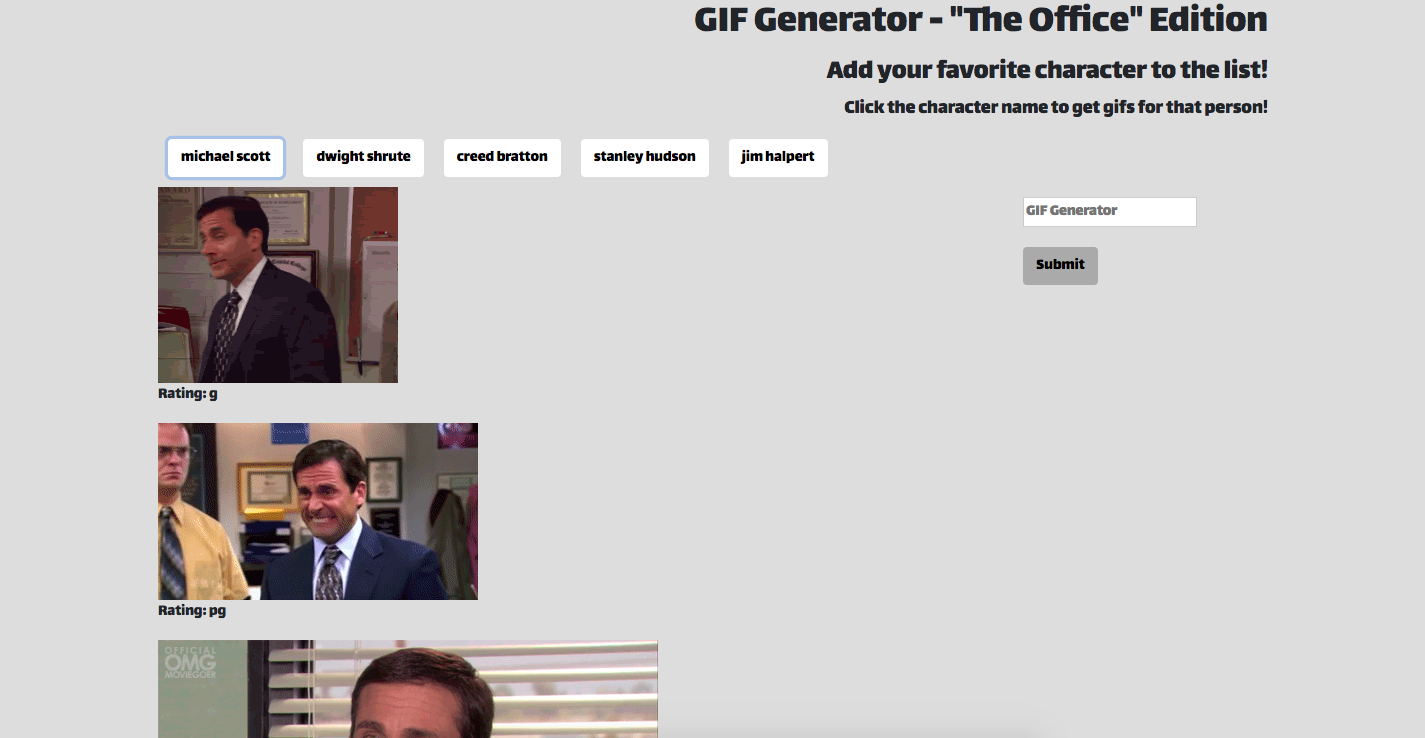 GIF Generator - "The Office" Edition
Add your favorite character to the list!
Click the character name to get gifs for that person!
michael scott dwight shrute creed bratton stanley hudson jim halpert
GIF Generator
Submit
AWARD
Rating: g
Rating: pg
OFFICIAL
OMG
MOVIEGOER